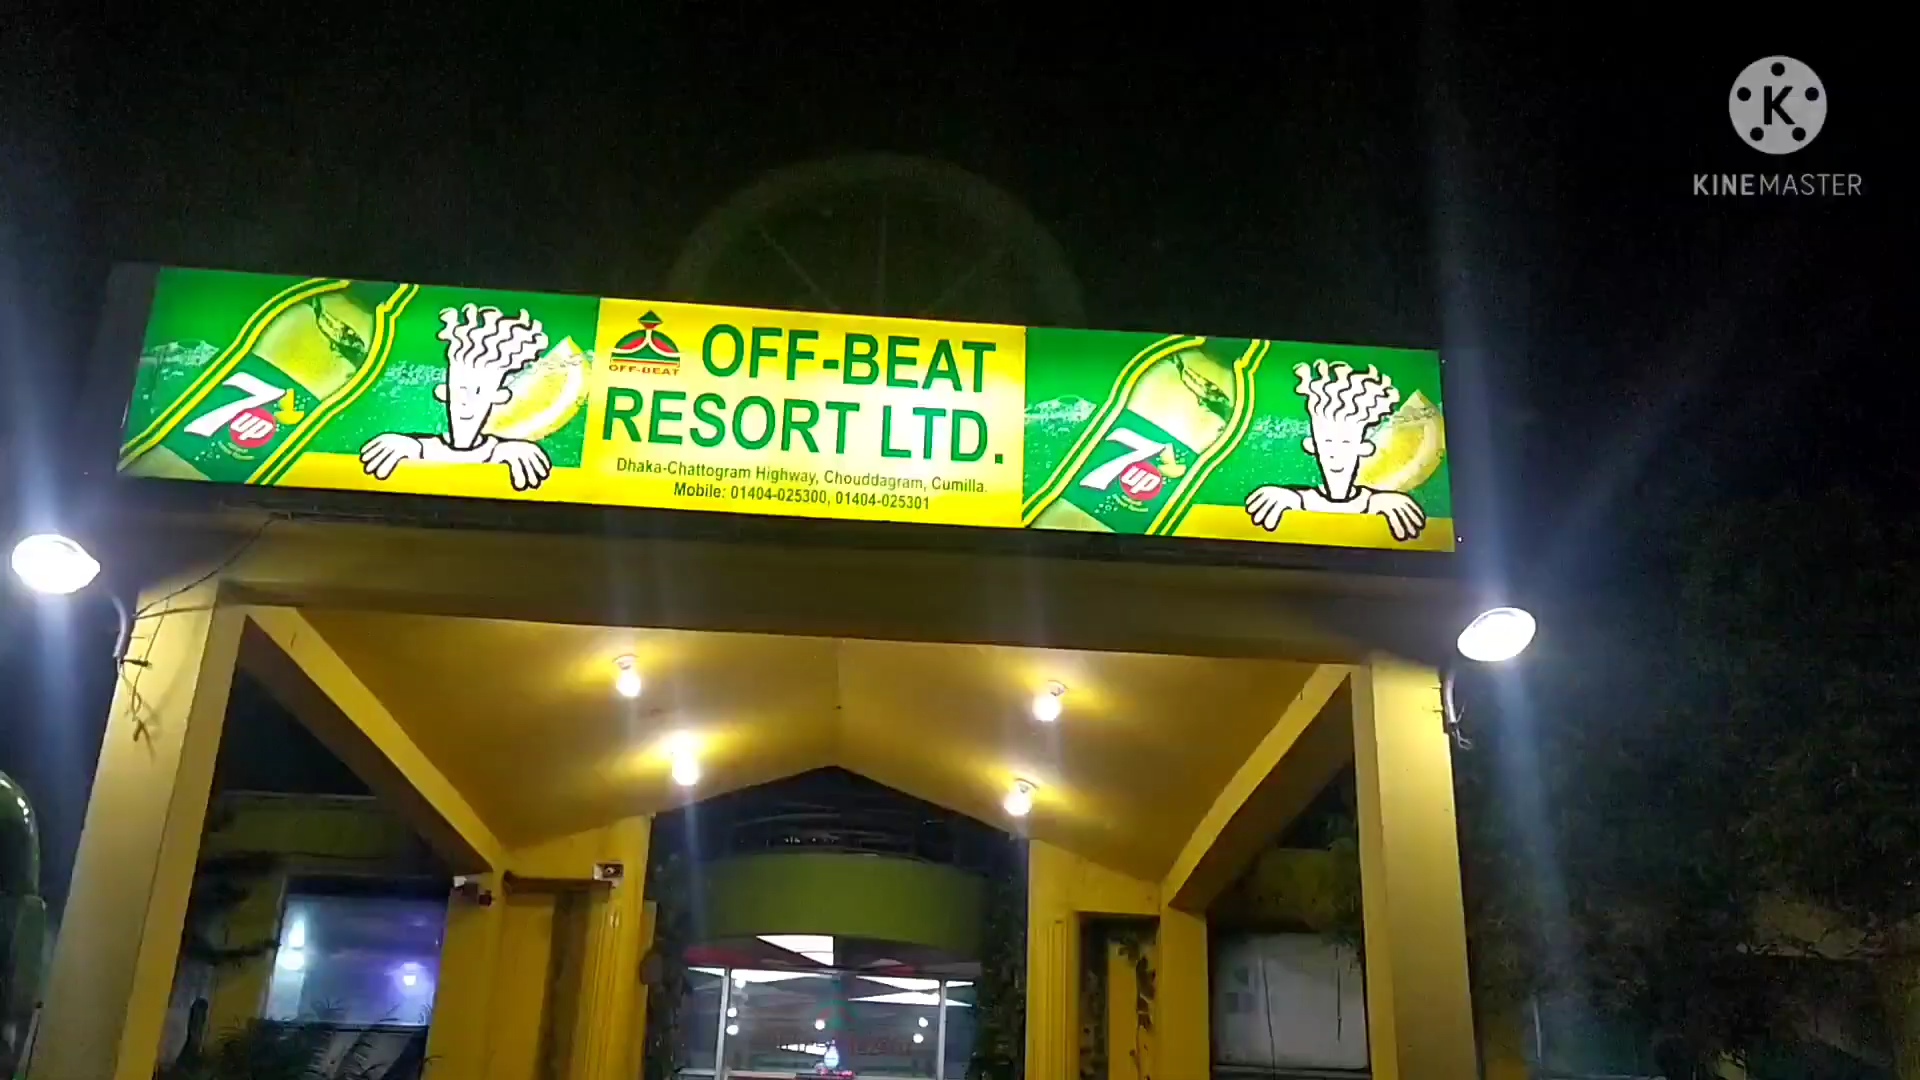 K
KINEMASTER
OFF-BEAT
OFF-BEAT
RESORT LTD.
Dhaka-Chattogram Highway, Chouddagram, Cumilla.
Mobile: 01404-025300, 01404-025301
7up
7up